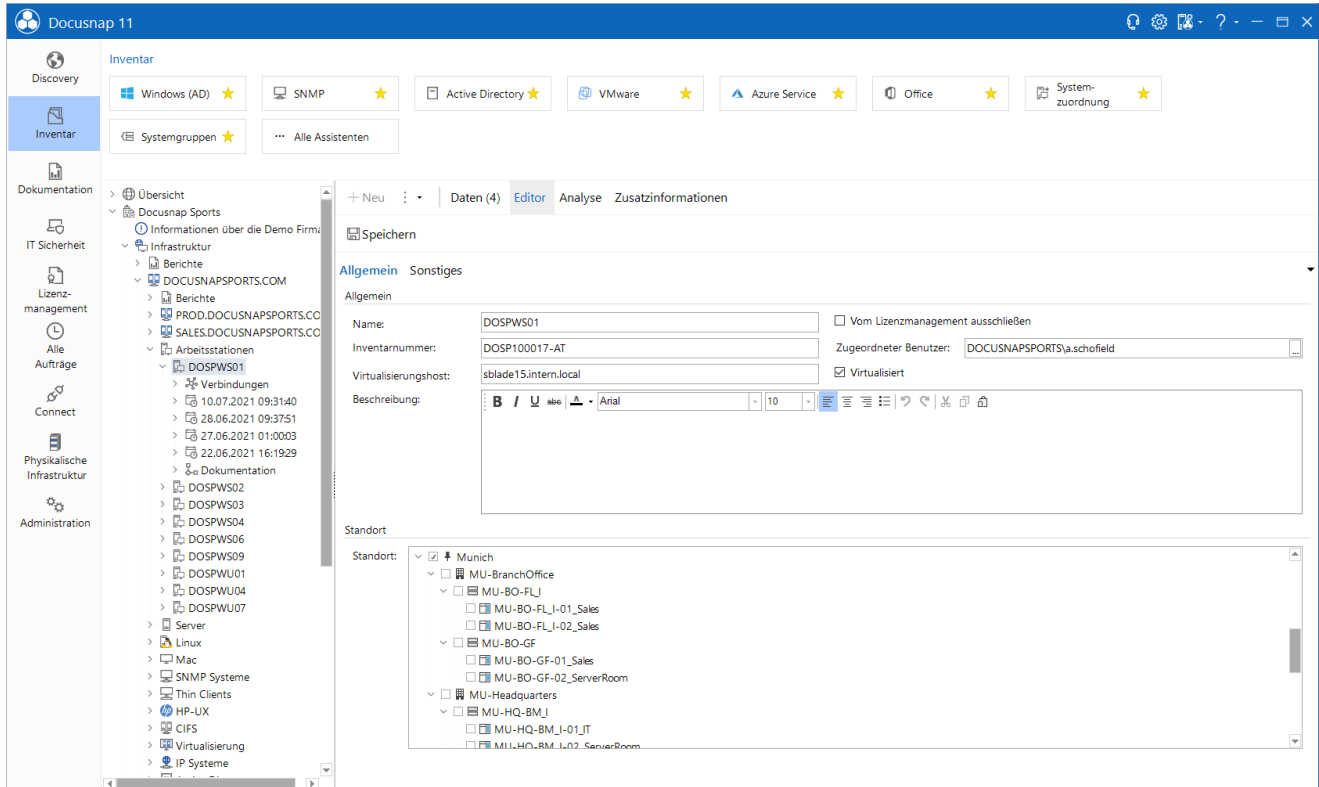 Docusnap 11
Discovery
Inventar
Dokumentation
IT Sicherheit
Lizenz-
management
Alle
Aufträge
Connect
Physikalische
Infrastruktur
Administration
Inventar
Windows (AD)
SNMP
Active Directory
VMware
Azure Service
Office
System-
zuordnung
Systemgruppen
Alle Assistenten
Übersicht
Docusnap Sports
Informationen über die Demo Firma
Infrastruktur
Berichte
DOCUSNAPSPORTS.COM
Berichte
PROD.DOCUSNAPSPORTS.CO
SALES.DOCUSNAPSPORTS.CO
Arbeitsstationen
DOSPWS01
Verbindungen
10.07.2021 09:31:40
28.06.2021 09:37:51
27.06.2021 01:00:03
22.06.2021 16:19:29
Dokumentation
DOSPWS02
DOSPWS03
DOSPWS04
DOSPWS06
DOSPWS09
DOSPWU01
DOSPWU04
DOSPWU07
Server
Linux
Mac
SNMP Systeme
Thin Clients
HP-UX
CIFS
Virtualisierung
IP Systeme
Neu Daten (4) Editor Analyse Zusatzinformationen
Speichern
Allgemein Sonstiges
Allgemein
Name: DOSPWS01 Vom Lizenzmanagement ausschließen
Inventarnummer: DOSP100017-AT Zugeordneter Benutzer: DOCUSNAPSPORTS\a.schofield ...
Virtualisierungshost: sblade15.intern.local Virtualisiert
Beschreibung: B I U abc A Arial 10
Standort
Standort: Munich
MU-BranchOffice
MU-BO-FL_I
MU-BO-FL_I-01_Sales
MU-BO-FL_I-02_Sales
MU-BO-GF
MU-BO-GF-01_Sales
MU-BO-GF-02_ServerRoom
MU-Headquarters
MU-HQ-BM_I
MU-HQ-BM_I-01_IT
MU-HQ-BM_I-02_ServerRoom